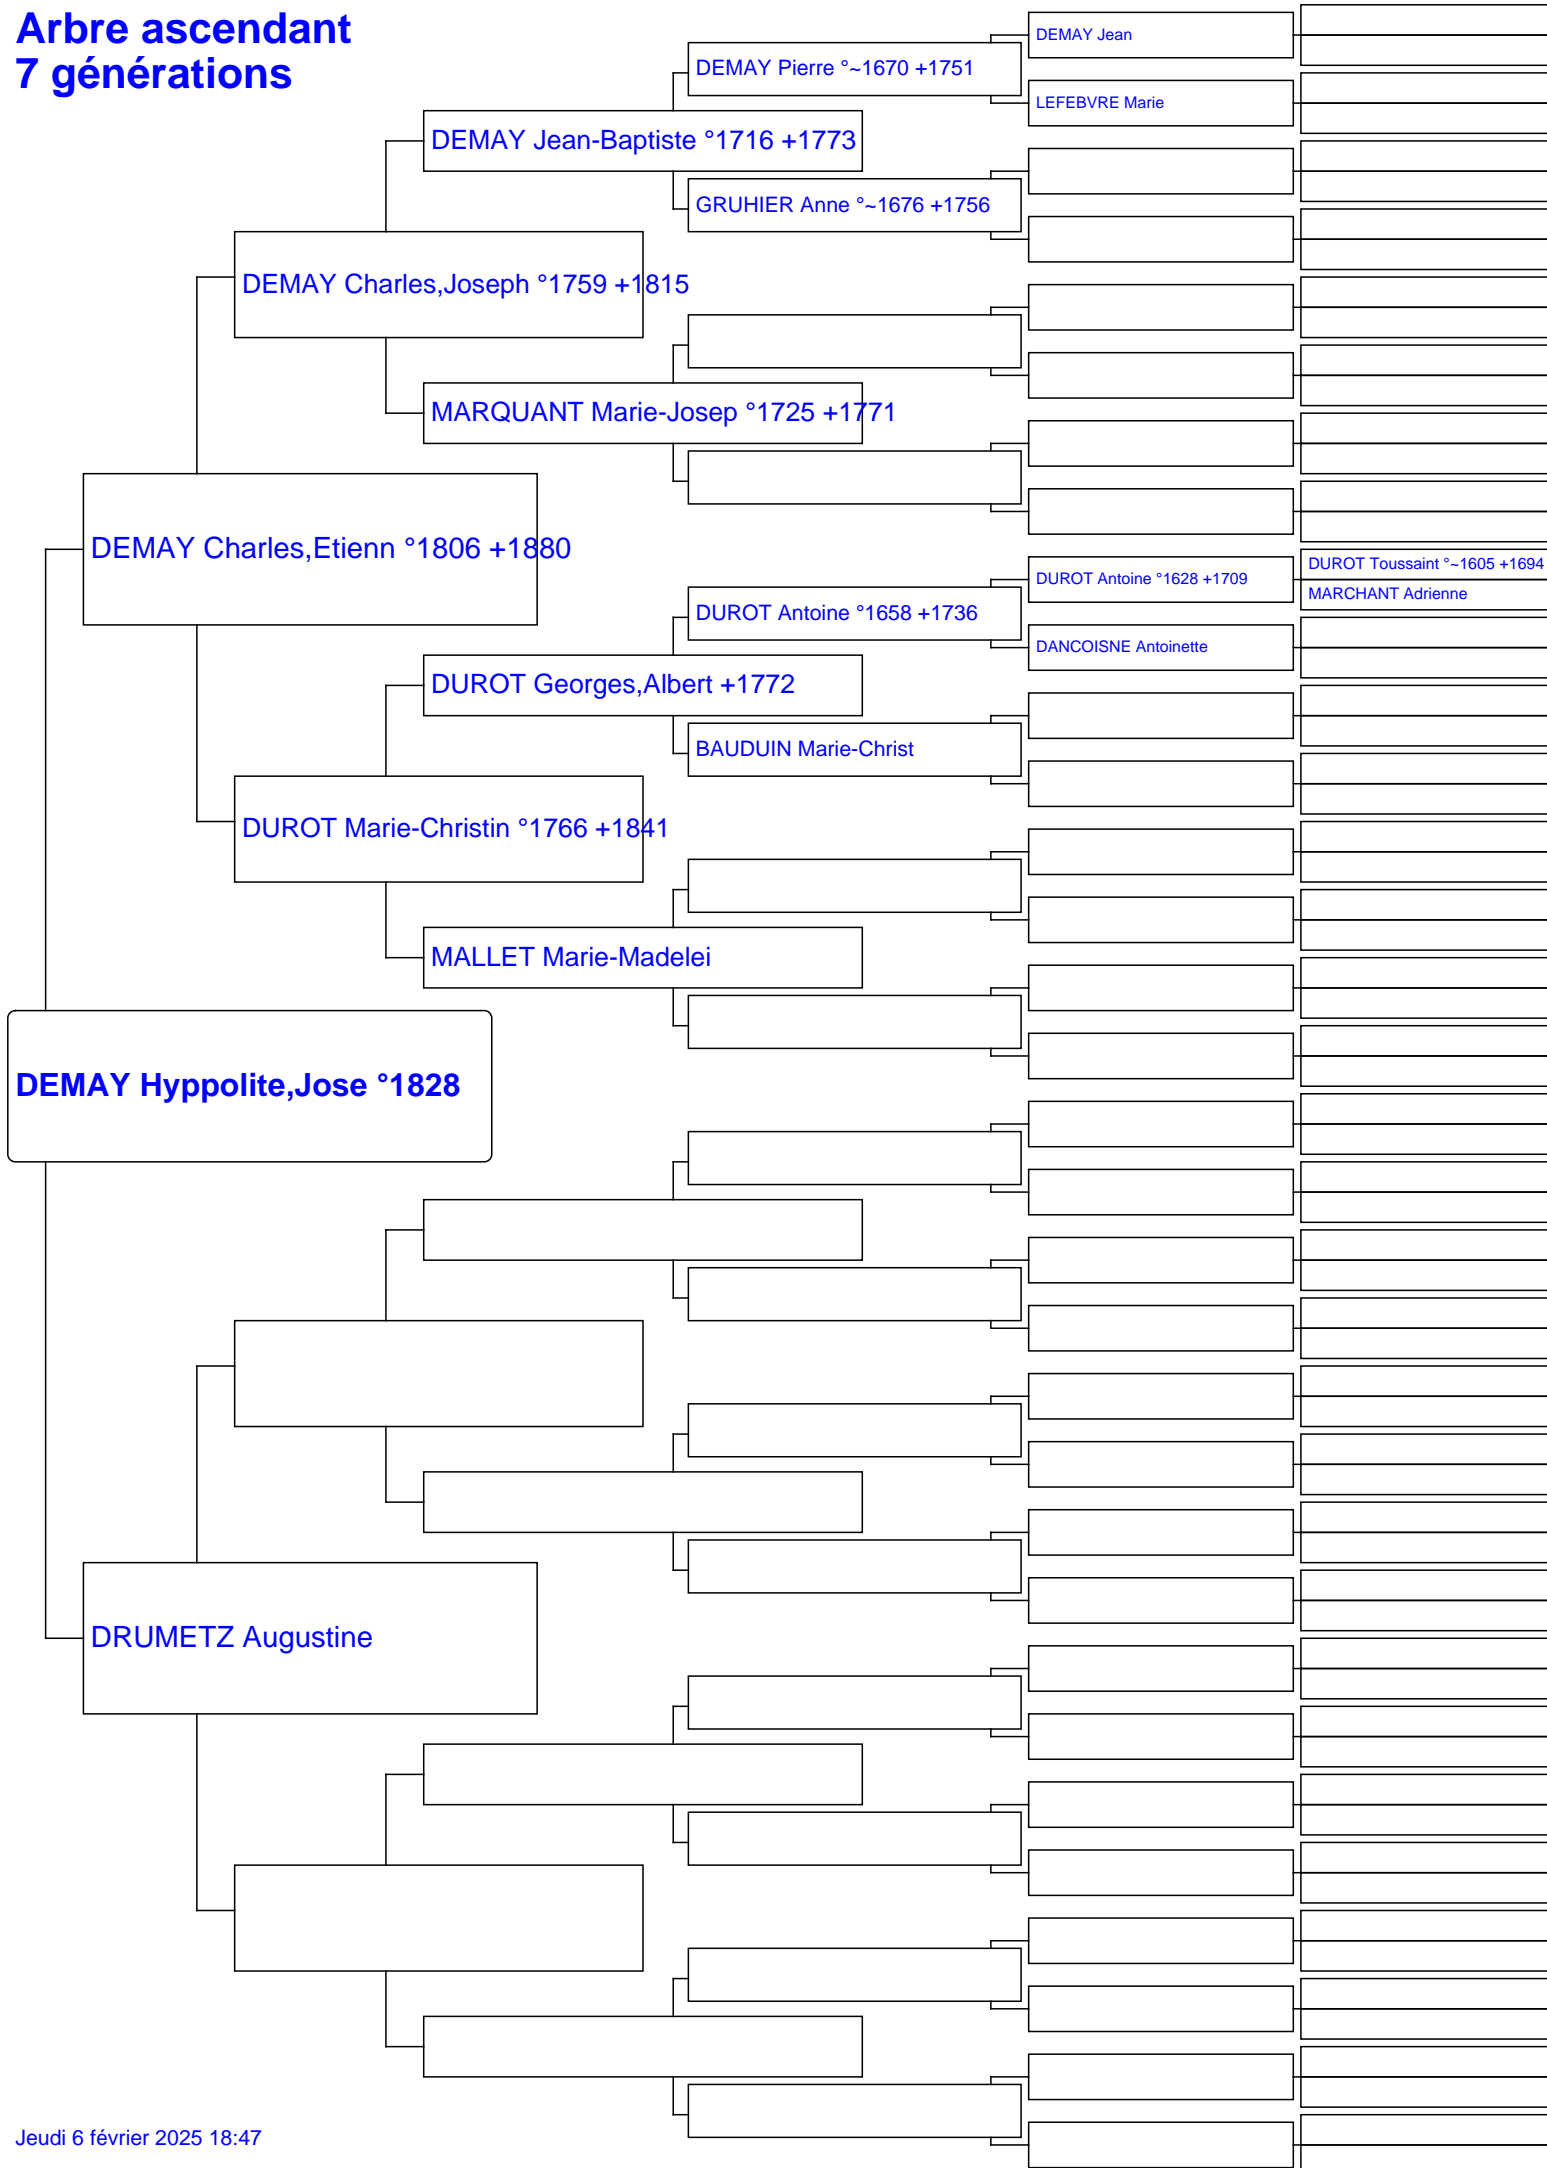 Arbre ascendant
7 générations
DEMAY Jean
DEMAY Pierre °~1670 +1751
LEFEBVRE Marie
DEMAY Jean-Baptiste °1716 +1773
GRUHIER Anne °~1676 +1756
DEMAY Charles,Joseph °1759 +1815
MARQUANT Marie-Josep °1725 +1771
DEMAY Charles,Etienn °1806 +1880
DUROT Toussaint °~1605 +1694
DUROT Antoine °1628 +1709
MARCHANT Adrienne
DUROT Antoine °1658 +1736
DANCOISNE Antoinette
DUROT Georges,Albert +1772
BAUDUIN Marie-Christ
DUROT Marie-Christin °1766 +1841
MALLET Marie-Madelei
DEMAY Hyppolite,Jose °1828
DRUMETZ Augustine
Jeudi 6 février 2025 18:47